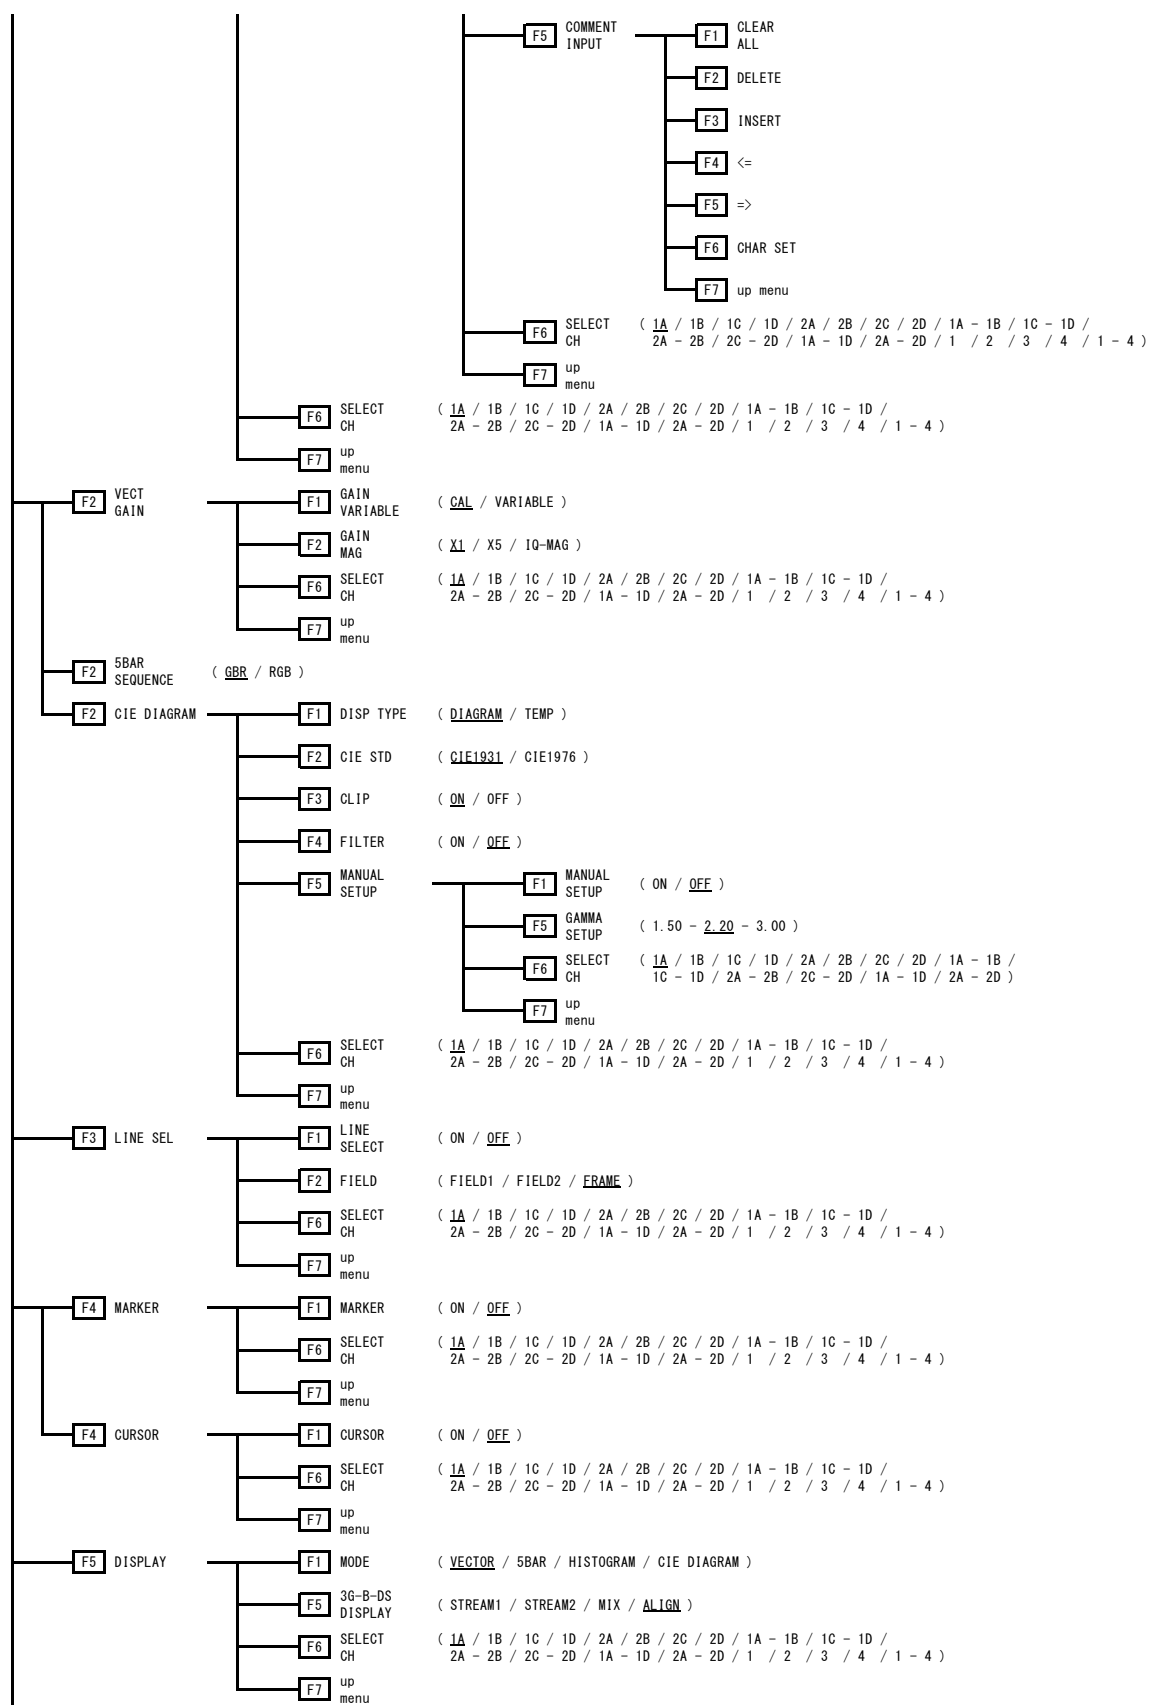 F5 COMMENT INPUT
F1 CLEAR ALL
F2 DELETE
F3 INSERT
F4 <=
F5 =>
F6 CHAR SET
F7 up menu
F6 SELECT CH ( 1A / 1B / 1C / 1D / 2A / 2B / 2C / 2D / 1A - 1B / 1C - 1D /
2A - 2B / 2C - 2D / 1A - 1D / 2A - 2D / 1 / 2 / 3 / 4 / 1 - 4 )
F7 up menu
F6 SELECT CH ( 1A / 1B / 1C / 1D / 2A / 2B / 2C / 2D / 1A - 1B / 1C - 1D /
2A - 2B / 2C - 2D / 1A - 1D / 2A - 2D / 1 / 2 / 3 / 4 / 1 - 4 )
F7 up menu
F2 VECT GAIN
F1 GAIN VARIABLE ( CAL / VARIABLE )
F2 GAIN MAG ( X1 / X5 / IQ-MAG )
F6 SELECT CH ( 1A / 1B / 1C / 1D / 2A / 2B / 2C / 2D / 1A - 1B / 1C - 1D /
2A - 2B / 2C - 2D / 1A - 1D / 2A - 2D / 1 / 2 / 3 / 4 / 1 - 4 )
F7 up menu
F2 5BAR SEQUENCE ( GBR / RGB )
F2 CIE DIAGRAM
F1 DISP TYPE ( DIAGRAM / TEMP )
F2 CIE STD ( CIE1931 / CIE1976 )
F3 CLIP ( ON / OFF )
F4 FILTER ( ON / OFF )
F5 MANUAL SETUP
F1 MANUAL SETUP ( ON / OFF )
F5 GAMMA SETUP ( 1.50 - 2.20 - 3.00 )
F6 SELECT CH ( 1A / 1B / 1C / 1D / 2A / 2B / 2C / 2D / 1A - 1B /
1C - 1D / 2A - 2B / 2C - 2D / 1A - 1D / 2A - 2D )
F7 up menu
F6 SELECT CH ( 1A / 1B / 1C / 1D / 2A / 2B / 2C / 2D / 1A - 1B / 1C - 1D /
2A - 2B / 2C - 2D / 1A - 1D / 2A - 2D / 1 / 2 / 3 / 4 / 1 - 4 )
F7 up menu
F3 LINE SEL
F1 LINE SELECT ( ON / OFF )
F2 FIELD ( FIELD1 / FIELD2 / FRAME )
F6 SELECT CH ( 1A / 1B / 1C / 1D / 2A / 2B / 2C / 2D / 1A - 1B / 1C - 1D /
2A - 2B / 2C - 2D / 1A - 1D / 2A - 2D / 1 / 2 / 3 / 4 / 1 - 4 )
F7 up menu
F4 MARKER
F1 MARKER ( ON / OFF )
F6 SELECT CH ( 1A / 1B / 1C / 1D / 2A / 2B / 2C / 2D / 1A - 1B / 1C - 1D /
2A - 2B / 2C - 2D / 1A - 1D / 2A - 2D / 1 / 2 / 3 / 4 / 1 - 4 )
F7 up menu
F4 CURSOR
F1 CURSOR ( ON / OFF )
F6 SELECT CH ( 1A / 1B / 1C / 1D / 2A / 2B / 2C / 2D / 1A - 1B / 1C - 1D /
2A - 2B / 2C - 2D / 1A - 1D / 2A - 2D / 1 / 2 / 3 / 4 / 1 - 4 )
F7 up menu
F5 DISPLAY
F1 MODE ( VECTOR / 5BAR / HISTOGRAM / CIE DIAGRAM )
F5 3G-B-DS DISPLAY ( STREAM1 / STREAM2 / MIX / ALIGN )
F6 SELECT CH ( 1A / 1B / 1C / 1D / 2A / 2B / 2C / 2D / 1A - 1B / 1C - 1D /
2A - 2B / 2C - 2D / 1A - 1D / 2A - 2D / 1 / 2 / 3 / 4 / 1 - 4 )
F7 up menu